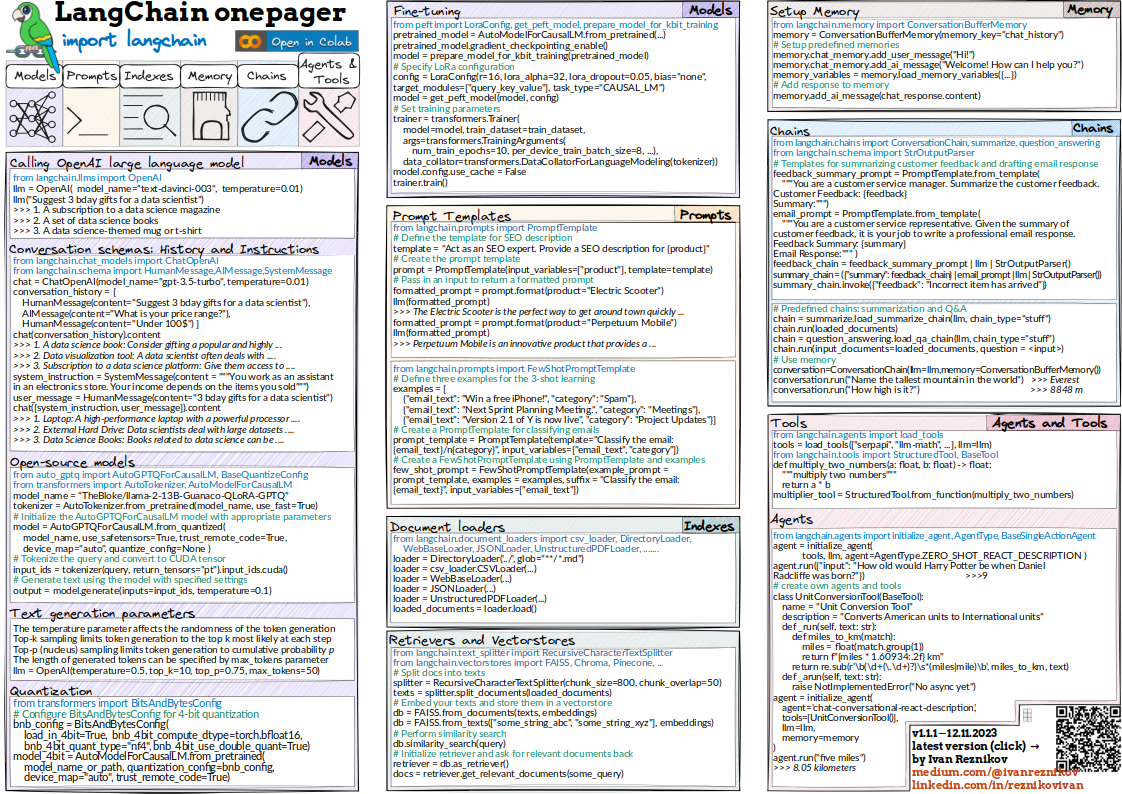 LangChain onepager
import langchain
Open in Colab
Models
Prompts
Indexes
Memory
Chains
Agents &
Tools
Calling OpenAI large language model
Models
from langchain.llms import OpenAI
llm = OpenAI( model_name="text-davinci-003", temperature=0.01)
llm("Suggest 3 bday gifts for a data scientist")
>>> 1. A subscription to a data science magazine
>>> 2. A set of data science books
>>> 3. A data science-themed mug or t-shirt
Conversation schemas: History and Instructions
from langchain.chat_models import ChatOpenAI
from langchain.schema import HumanMessage,AIMessage,SystemMessage
chat = ChatOpenAI(model_name="gpt-3.5-turbo", temperature=0.01)
conversation_history = [
HumanMessage(content="Suggest 3 bday gifts for a data scientist"),
AIMessage(content="What is your price range?"),
HumanMessage(content="Under 100$") ]
chat(conversation_history).content
>>> 1. A data science book: Consider gifting a popular and highly ...
>>> 2. Data visualization tool: A data scientist often deals with ....
>>> 3. Subscription to a data science platform: Give them access to ....
system_instruction = SystemMessage(content = """You work as an assistant
in an electronics store. Your income depends on the items you sold""")
user_message = HumanMessage(content="3 bday gifts for a data scientist")
chat([system_instruction, user_message]).content
>>> 1. Laptop: A high-performance laptop with a powerful processor ....
>>> 2. External Hard Drive: Data scientists deal with large datasets ....
>>> 3. Data Science Books: Books related to data science can be ....
Open-source models
from auto_gptq import AutoGPTQForCausalLM, BaseQuantizeConfig
from transformers import AutoTokenizer, AutoModelForCausalLM
model_name = "TheBloke/llama-2-13B-Guanaco-QLoRA-GPTQ"
tokenizer = AutoTokenizer.from_pretrained(model_name, use_fast=True)
# Initialize the AutoGPTQForCausalLM model with appropriate parameters
model = AutoGPTQForCausalLM.from_quantized(
model_name, use_safetensors=True, trust_remote_code=True,
device_map="auto", quantize_config=None )
# Tokenize the query and convert to CUDA tensor
input_ids = tokenizer(query, return_tensors="pt").input_ids.cuda()
# Generate text using the model with specified settings
output = model.generate(inputs=input_ids, temperature=0.1)
Text generation parameters
The temperature parameter affects the randomness of the token generation
Top-k sampling limits token generation to the top k most likely at each step
Top-p (nucleus) sampling limits token generation to cumulative probability p
The length of generated tokens can be specified by max_tokens parameter
llm = OpenAI(temperature=0.5, top_k=10, top_p=0.75, max_tokens=50)
Quantization
from transformers import BitsAndBytesConfig
# Configure BitsAndBytesConfig for 4-bit quantization
bnb_config = BitsAndBytesConfig(
load_in_4bit=True, bnb_4bit_compute_dtype=torch.bfloat16,
bnb_4bit_quant_type="nf4", bnb_4bit_use_double_quant=True)
model_4bit = AutoModelForCausalLM.from_pretrained(
model_name_or_path, quantization_config=bnb_config,
device_map="auto", trust_remote_code=True)
Fine-tuning
Models
from peft import LoraConfig, get_peft_model, prepare_model_for_kbit_training
pretrained_model = AutoModelForCausalLM.from_pretrained(...)
pretrained_model.gradient_checkpointing_enable()
model = prepare_model_for_kbit_training(pretrained_model)
# Specify LoRa configuration
config = LoraConfig(r=16, lora_alpha=32, lora_dropout=0.05, bias="none",
target_modules=["query_key_value"], task_type="CAUSAL_LM")
model = get_peft_model(model, config)
# Set training parameters
trainer = transformers.Trainer(
model=model, train_dataset=train_dataset,
args=transformers.TrainingArguments(
num_train_epochs=10, per_device_train_batch_size=8, ...),
data_collator=transformers.DataCollatorForLanguageModeling(tokenizer))
model.config.use_cache = False
trainer.train()
Prompt Templates
Prompts
from langchain.prompts import PromptTemplate
# Define the template for SEO description
template = "Act as an SEO expert. Provide a SEO description for {product}"
# Create the prompt template
prompt = PromptTemplate(input_variables=["product"], template=template)
# Pass in an input to return a formatted prompt
formatted_prompt = prompt.format(product="Electric Scooter")
llm(formatted_prompt)
>>> The Electric Scooter is the perfect way to get around town quickly ...
formatted_prompt = prompt.format(product="Perpetuum Mobile")
llm(formatted_prompt)
>>> Perpetuum Mobile is an innovative product that provides a ...
from langchain.prompts import FewShotPromptTemplate
# Define three examples for the 3-shot learning
examples = [
{"email_text": "Win a free iPhone!", "category": "Spam"},
{"email_text": "Next Sprint Planning Meeting.", "category": "Meetings"},
{"email_text": "Version 2.1 of Y is now live", "category": "Project Updates"}]
# Create a PromptTemplate for classifying emails
prompt_template = PromptTemplate(template="Classify the email:
{email_text}/n{category}", input_variables=["email_text", "category"])
# Create a FewShotPromptTemplate using PromptTemplate and examples
few_shot_prompt = FewShotPromptTemplate(example_prompt =
prompt_template, examples = examples, suffix = "Classify the email:
{email_text}", input_variables=["email_text"])
Document loaders
Indexes
from langchain.document_loaders import csv_loader, DirectoryLoader,
WebBaseLoader, JSONLoader, UnstructuredPDFLoader, .......
loader = DirectoryLoader('../', glob="**/*.md")
loader = csv_loader.CSVLoader(...)
loader = WebBaseLoader(...)
loader = JSONLoader(...)
loader = UnstructuredPDFLoader(...)
loaded_documents = loader.load()
Retrievers and Vectorstores
from langchain.text_splitter import RecursiveCharacterTextSplitter
from langchain.vectorstores import FAISS, Chroma, Pinecone, ...
# Split docs into texts
splitter = RecursiveCharacterTextSplitter(chunk_size=800, chunk_overlap=50)
texts = splitter.split_documents(loaded_documents)
# Embed your texts and store them in a vectorstore
db = FAISS.from_documents(texts, embeddings)
db = FAISS.from_texts(["some_string_abc", "some_string_xyz"], embeddings)
# Perform similarity search
db.similarity_search(query)
# Initialize retriever and ask for relevant documents back
retriever = db.as_retriever()
docs = retriever.get_relevant_documents(some_query)
Setup Memory
Memory
from langchain.memory import ConversationBufferMemory
memory = ConversationBufferMemory(memory_key="chat_history")
# Setup predefined memories
memory.chat_memory.add_user_message("Hi!")
memory.chat_memory.add_ai_message("Welcome! How can I help you?")
memory_variables = memory.load_memory_variables({...})
# Add response to memory
memory.add_ai_message(chat_response.content)
Chains
Chains
from langchain.chains import ConversationChain, summarize, question_answering
from langchain.schema import StrOutputParser
# Templates for summarizing customer feedback and drafting email response
feedback_summary_prompt = PromptTemplate.from_template(
"""You are a customer service manager. Summarize the customer feedback.
Customer Feedback: {feedback}
Summary:""")
email_prompt = PromptTemplate.from_template(
"""You are a customer service representative. Given the summary of
customer feedback, it is your job to write a professional email response.
Feedback Summary: {summary}
Email Response:""" )
feedback_chain = feedback_summary_prompt | llm | StrOutputParser()
summary_chain = ({"summary": feedback_chain} | email_prompt | llm | StrOutputParser())
summary_chain.invoke({"feedback": "Incorrect item has arrived"})
# Predefined chains: summarization and Q&A
chain = summarize.load_summarize_chain(llm, chain_type="stuff")
chain.run(loaded_documents)
chain = question_answering.load_qa_chain(llm, chain_type="stuff")
chain.run(input_documents=loaded_documents, question = <input>)
# Use memory
conversation=ConversationChain(llm=llm,memory=ConversationBufferMemory())
conversation.run("Name the tallest mountain in the world") >>> Everest
conversation.run("How high is it?") >>> 8848 m
Tools
Agents and Tools
from langchain.agents import load_tools
tools = load_tools(["serpapi", "llm-math", ...], llm=llm)
from langchain.tools import StructuredTool, BaseTool
def multiply_two_numbers(a: float, b: float) -> float:
"""multiply two numbers"""
return a * b
multiplier_tool = StructuredTool.from_function(multiply_two_numbers)
Agents
from langchain.agents import initialize_agent, AgentType, BaseSingleActionAgent
agent = initialize_agent(
tools, llm, agent=AgentType.ZERO_SHOT_REACT_DESCRIPTION )
agent.run({"input": "How old would Harry Potter be when Daniel
Radcliffe was born?"}) >>>9
# create own agents and tools
class UnitConversionTool(BaseTool):
name = "Unit Conversion Tool"
description = "Converts American units to International units"
def _run(self, text: str):
def miles_to_km(match):
miles = float(match.group(1))
return f"{miles * 1.60934:.2f} km"
return re.sub(r'\b(\d+(\.\d+)?)\s*(miles|mile)\b', miles_to_km, text)
def _arun(self, text: str):
raise NotImplementedError("No async yet")
agent = initialize_agent(
agent='chat-conversational-react-description',
tools=[UnitConversionTool()],
llm=llm,
memory=memory
)
agent.run("five miles")
>>> 8.05 kilometers
v1.1.1-12.11.2023
latest version (click) →
by Ivan Reznikov
medium.com/@ivanreznikov
linkedin.com/in/reznikovivan